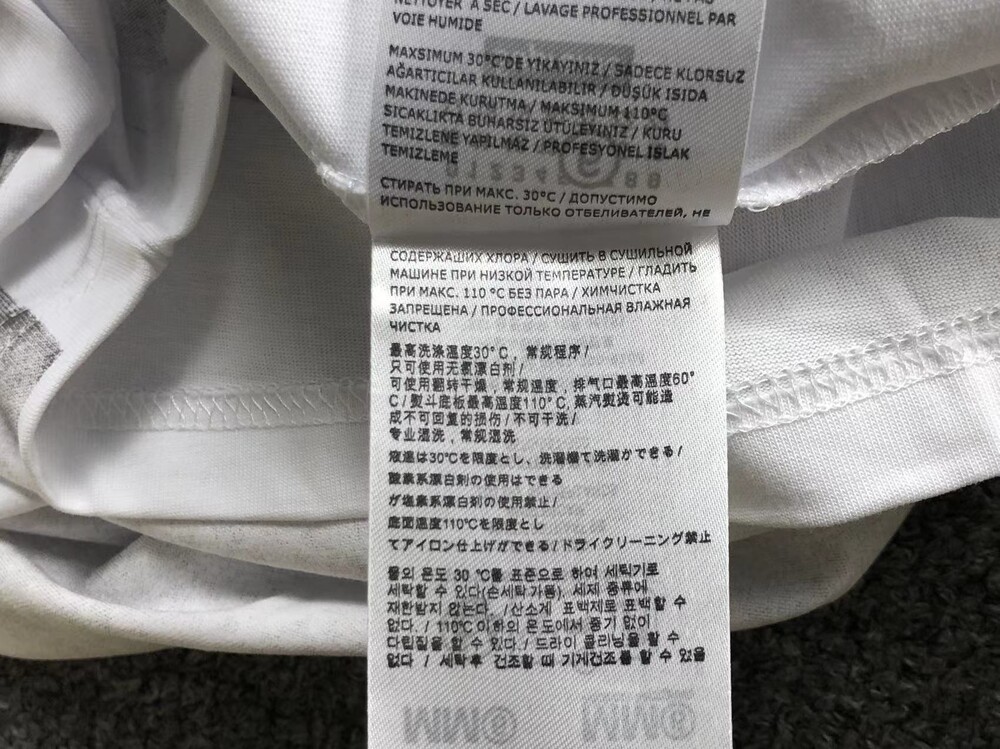 NETTOYER A SEC / LAVAGE PROFESSIONNEL PAR
VOIE HUMIDE
MAXSIMUM 30°C'DE YIKAYINIZ / SADECE KLORSUZ
AĞARTICILAR KULLANILABİLİR / DÜŞÜK ISIDA
MAKINEDE KURUTMA / MAKSIMUM 110°C
SICAKLIKTA BUHARSIZ ÜTÜLEYINIZ / KURU
TEMIZLENE YAPILMAZ / PROFESYONEL ISLAK
TEMIZLEME
СТИРАТЬ ПРИ МАКС. 30°C / ДОПУСТИМО
ИСПОЛЬЗОВАНИЕ ТОЛЬКО ОТБЕЛИВАТЕЛЕЙ, НЕ
СОДЕРЖАШИХ ХЛОРА / СУШИТЬ В СУШИЛЬНОЙ
МАШИНЕ ПРИ НИЗКОЙ ТЕМПЕРАТУРЕ / ГЛАДИТЬ
ПРИ МАКС. 110 °C БЕЗ ПАРА / ХИМЧИСТКА
ЗАПРЕЩЕНА / ПРОФЕССИОНАЛЬНАЯ ВЛАЖНАЯ
ЧИСТКА
最高洗涤温度30°C，常规程序/
只可使用无氯漂白剂/
可使用翻转干燥，常规温度，排气口最高温度60°
C/熨斗底板最高温度110°C,蒸汽熨烫可能造
成不可回复的损伤/不可干洗/
专业湿洗，常规湿洗
液温は30℃を限度とし、洗濯機で洗濯ができる/
酸素系漂白剤の使用はできる
が塩素系漂白剤の使用禁止/
底面温度110℃を限度とし
てアイロン仕上げができる/ドライクリーニング禁止
물의 온도 30 ℃를 표준으로 하여 세틱기로
세탁할 수 있다(손세탁가용). 세제 종류에
제한받지 않는다. /산소계 표백제로 표백할 수
없다. / 110℃ 이하의 온도에서 증기 없이
다림질을 할 수 있다./ 드라이 클리닝을 할 수
없다 / 세탁후 건조할 때 기계건조를 할 수 있음